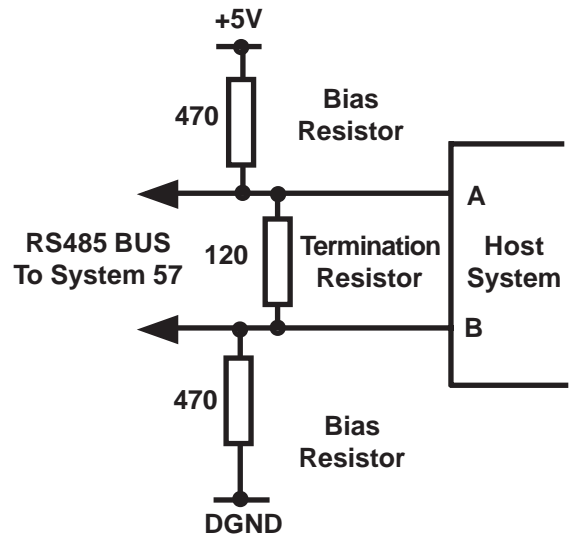 +5V
470
Bias
Resistor
A
RS485 BUS
To System 57
120
Termination
Resistor
Host
System
B
470
Bias
Resistor
DGND